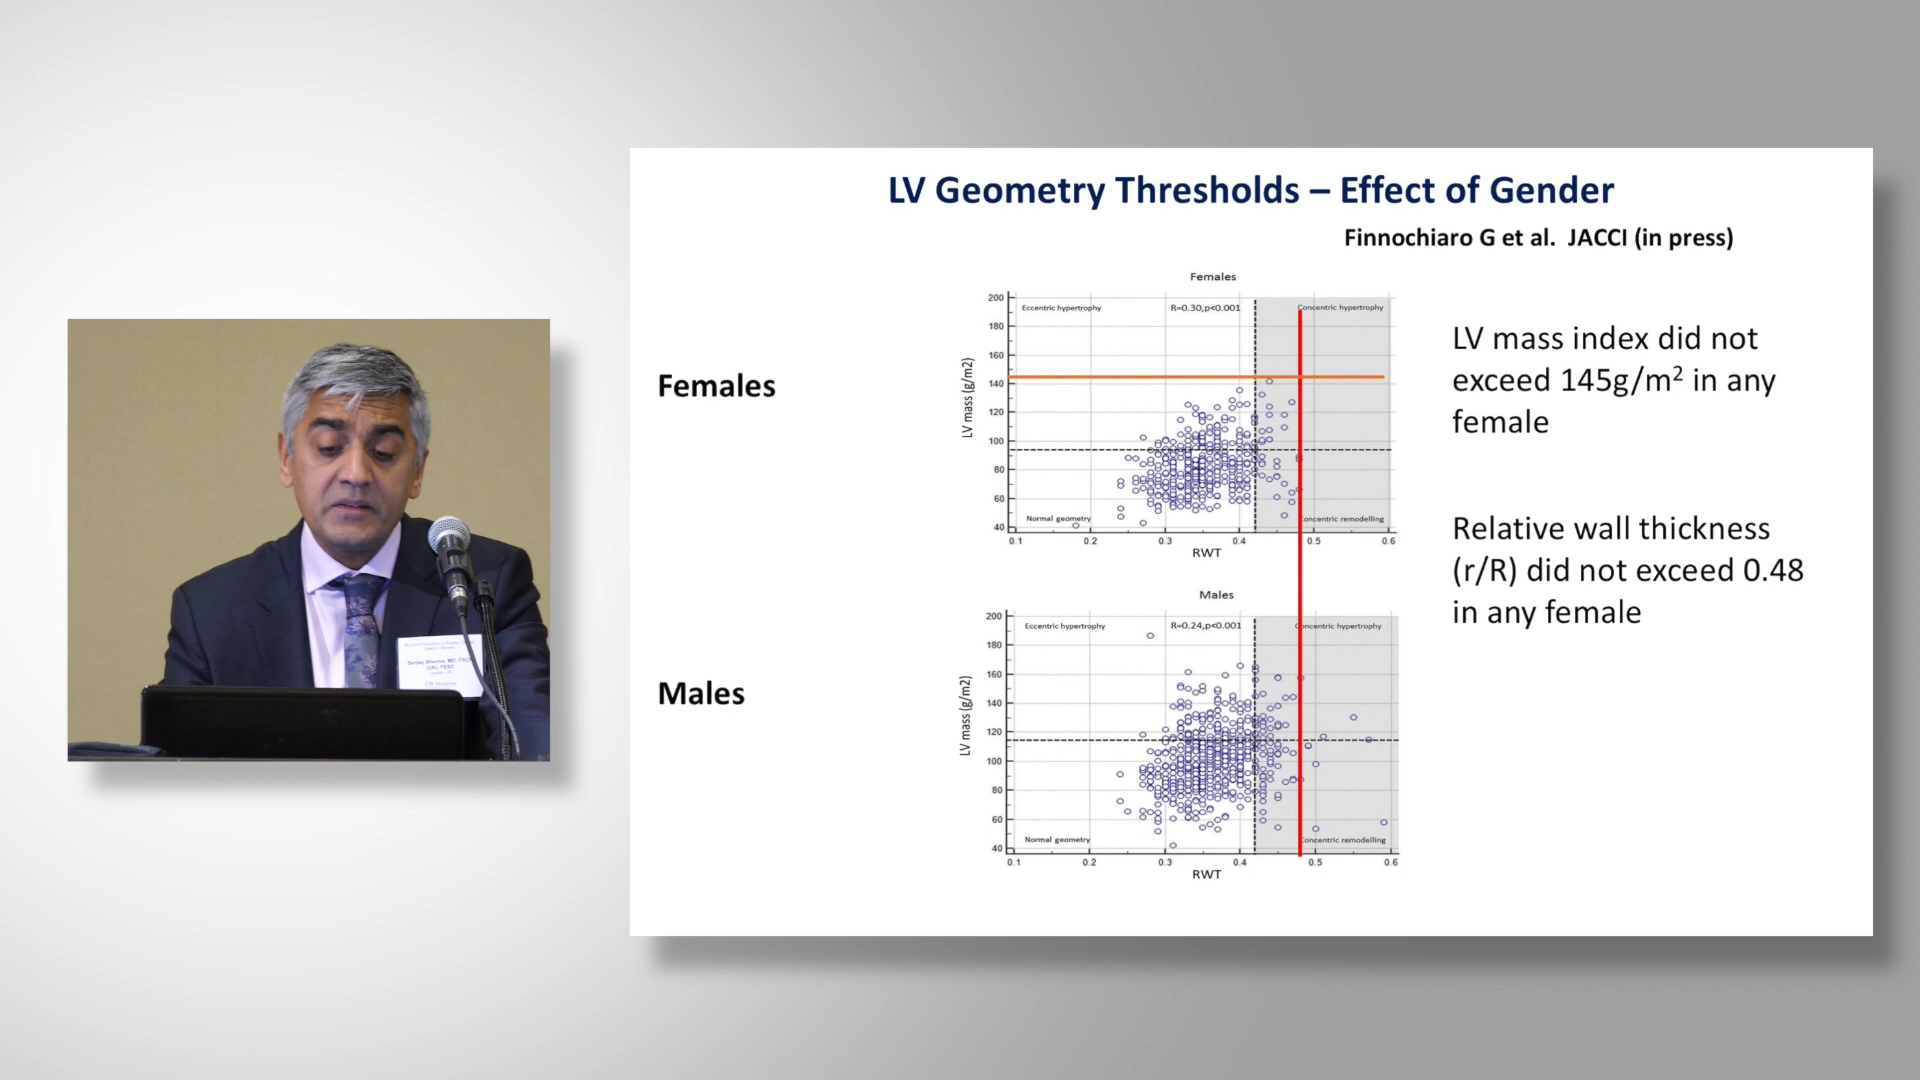 LV Geometry Thresholds – Effect of Gender
Finnochiaro G et al. JACCI (in press)
Females
Females
Eccentric hypertrophy
R=0.30,p<0.001
Concentric hypertrophy
200
180
160
140
120
100
80
60
40
LV mass (g/m2)
Normal geometry
Concentric remodelling
0.1 0.2 0.3 0.4 0.5 0.6
RWT
LV mass index did not
exceed 145g/m² in any
female
Relative wall thickness
(r/R) did not exceed 0.48
in any female
Males
Males
Eccentric hypertrophy
R=0.24,p<0.001
Concentric hypertrophy
200
180
160
140
120
100
80
60
40
LV mass (g/m2)
Normal geometry
Concentric remodelling
0.1 0.2 0.3 0.4 0.5 0.6
RWT
Sanjay Sharma, MD,